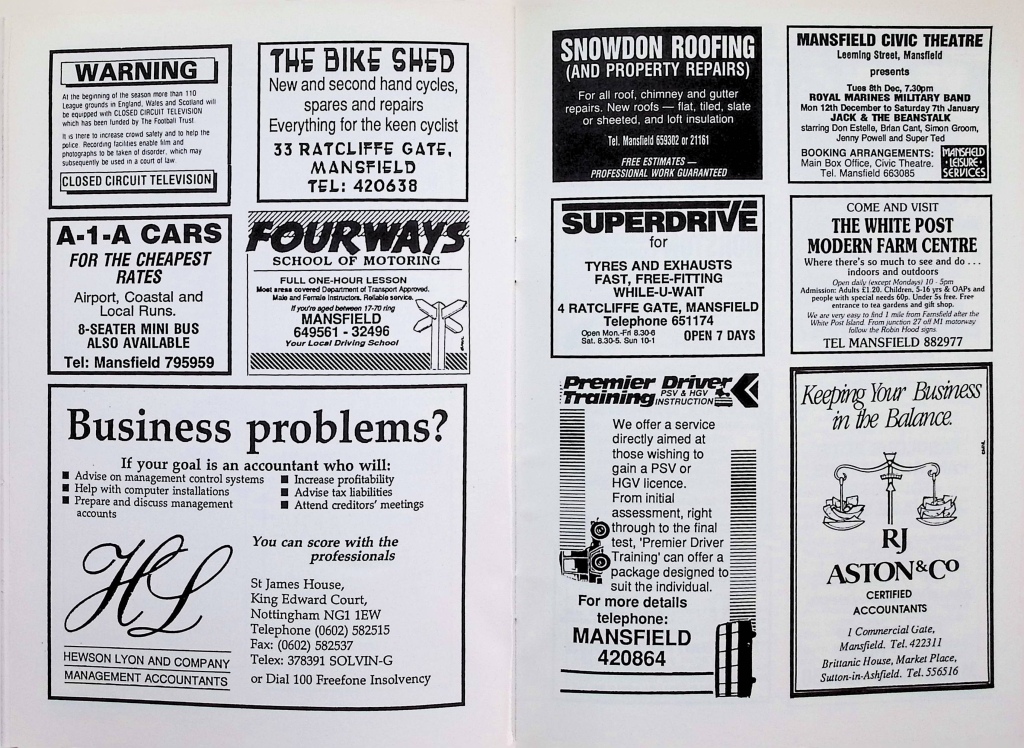 WARNING
At the beginning of the season more than 110
League grounds in England, Wales and Scotland will
be equipped with CLOSED CIRCUIT TELEVISION
which has been funded by The Football Trust.
It is there to increase crowd safety and to help the
police. Recording facilities enable film and
photographs to be taken of disorder, which may
subsequently be used in a court of law.
CLOSED CIRCUIT TELEVISION
THE BIKE SHED
New and second hand cycles,
spares and repairs
Everything for the keen cyclist
33 RATCLIFFE GATE,
MANSFIELD
TEL: 420638
A-1-A CARS
FOR THE CHEAPEST
RATES
Airport, Coastal and
Local Runs.
8-SEATER MINI BUS
ALSO AVAILABLE
Tel: Mansfield 795959
FOURWAYS
SCHOOL OF MOTORING
FULL ONE-HOUR LESSON
Most areas covered Department of Transport Approved.
Male and Female Instructors. Reliable service.
If you're aged between 17-70 ring
MANSFIELD
649561 - 32496
Your Local Driving School
Business problems?
If your goal is an accountant who will:
■ Advise on management control systems
■ Help with computer installations
■ Prepare and discuss management
accounts
■ Increase profitability
■ Advise tax liabilities
■ Attend creditors' meetings
HL
HEWSON LYON AND COMPANY
MANAGEMENT ACCOUNTANTS
You can score with the
professionals
St James House,
King Edward Court,
Nottingham NG1 1EW
Telephone (0602) 582515
Fax: (0602) 582537
Telex: 378391 SOLVIN-G
or Dial 100 Freefone Insolvency
SNOWDON ROOFING
(AND PROPERTY REPAIRS)
For all roof, chimney and gutter
repairs. New roofs — flat, tiled, slate
or sheeted, and loft insulation
Tel. Mansfield 659302 or 21161
FREE ESTIMATES —
PROFESSIONAL WORK GUARANTEED
MANSFIELD CIVIC THEATRE
Leeming Street, Mansfield
presents
Tues 8th Dec, 7.30pm
ROYAL MARINES MILITARY BAND
Mon 12th December to Saturday 7th January
JACK & THE BEANSTALK
starring Don Estelle, Brian Cant, Simon Groom,
Jenny Powell and Super Ted
BOOKING ARRANGEMENTS:
Main Box Office, Civic Theatre.
Tel. Mansfield 663085
MANSFIELD
LEISURE
SERVICES
SUPERDRIVE
for
TYRES AND EXHAUSTS
FAST, FREE-FITTING
WHILE-U-WAIT
4 RATCLIFFE GATE, MANSFIELD
Telephone 651174
Open Mon.-Fri 8.30-6
Sat. 8.30-5. Sun 10-1
OPEN 7 DAYS
COME AND VISIT
THE WHITE POST
MODERN FARM CENTRE
Where there's so much to see and do . . .
indoors and outdoors
Open daily (except Mondays) 10 - 5pm
Admission: Adults £1.20. Children. 5-16 yrs & OAPs and
people with special needs 60p. Under 5s free. Free
entrance to tea gardens and gift shop.
We are very easy to find 1 mile from Farnsfield after the
White Post Island. From junction 27 off M1 motorway
follow the Robin Hood signs.
TEL MANSFIELD 882977
Premier Driver
Training PSV & HGV
INSTRUCTION
We offer a service
directly aimed at
those wishing to
gain a PSV or
HGV licence.
From initial
assessment, right
through to the final
test, 'Premier Driver
Training' can offer a
package designed to
suit the individual.
For more details
telephone:
MANSFIELD
420864
Keeping Your Business
in the Balance.
RJ
ASTON & CO
CERTIFIED
ACCOUNTANTS
1 Commercial Gate,
Mansfield. Tel. 422311
Brittanic House, Market Place,
Sutton-in-Ashfield. Tel. 556516